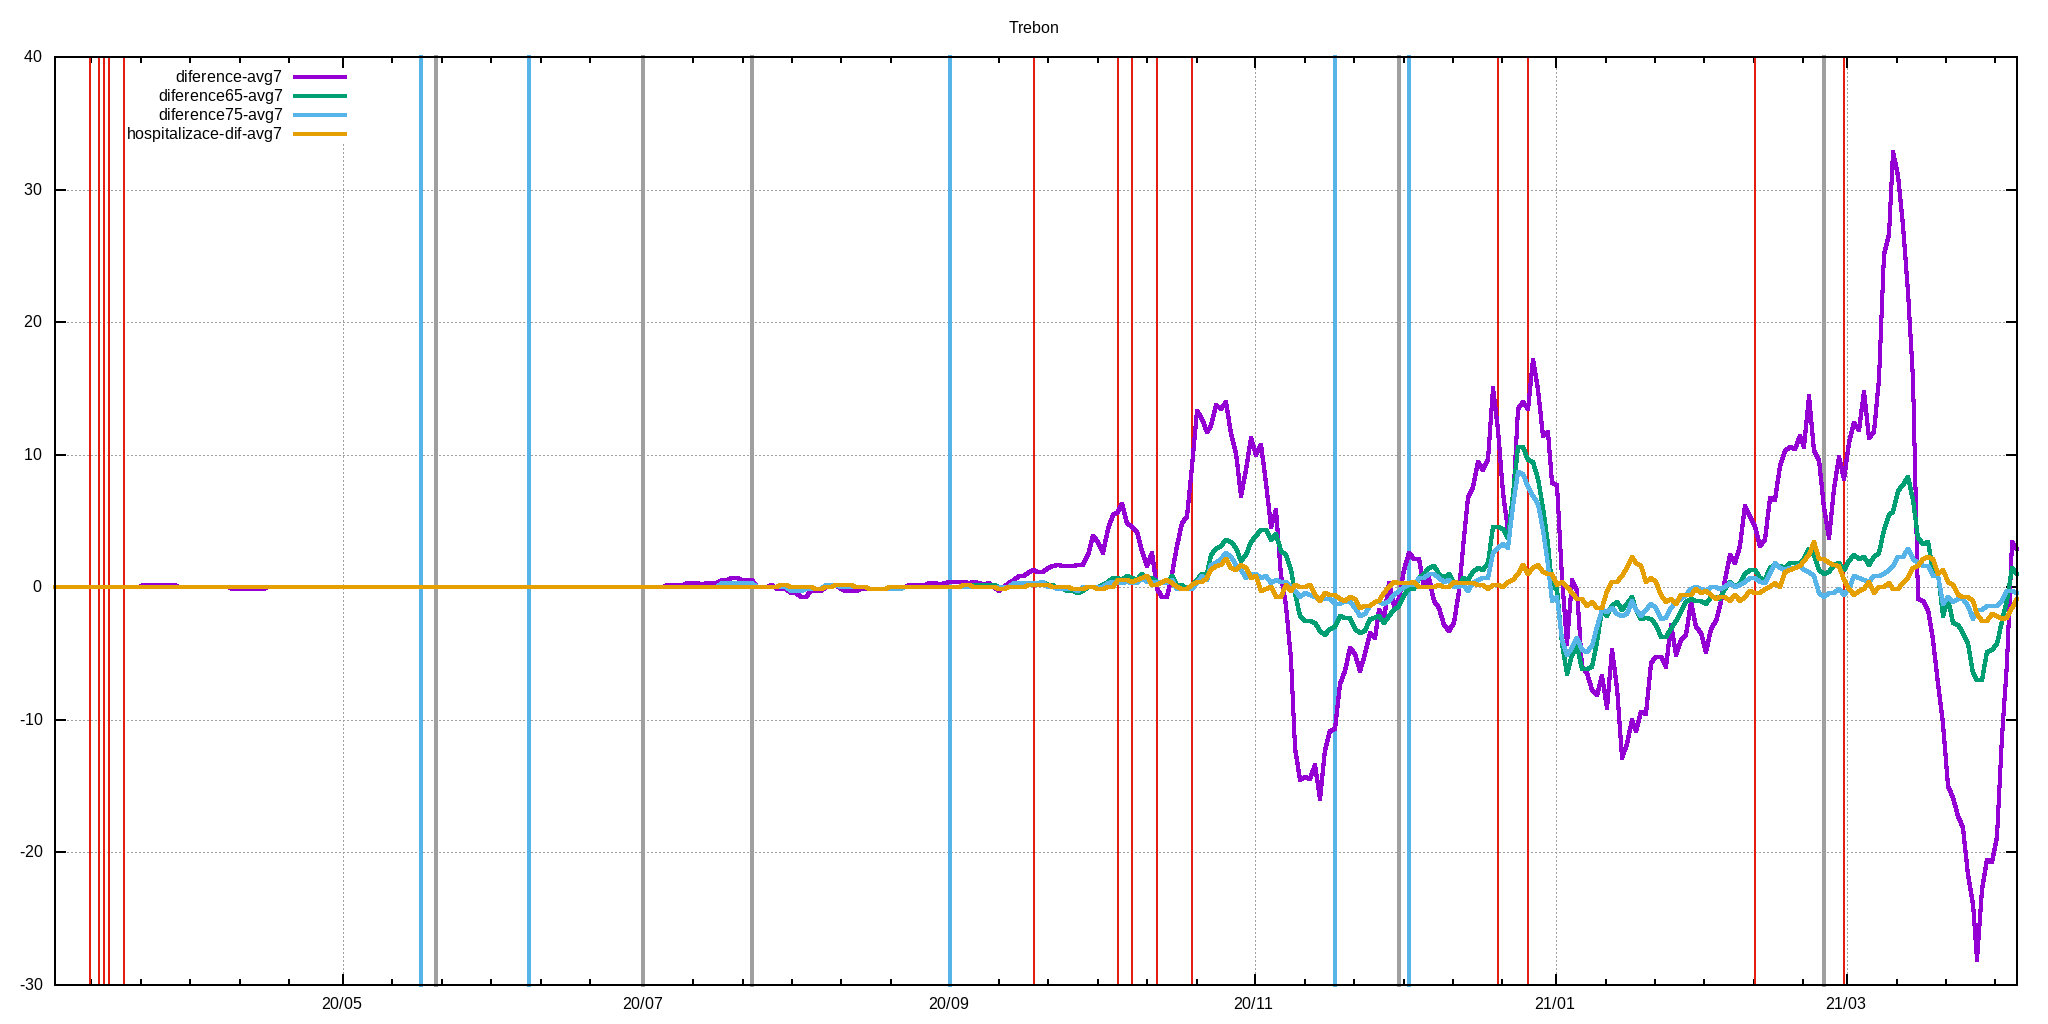 Trebon
40
diference-avg7
diference65-avg7
diference75-avg7
hospitalizace-dif-avg7
30
20
10
0
-10
-20
-30
20/05 20/07 20/09 20/11 21/01 21/03